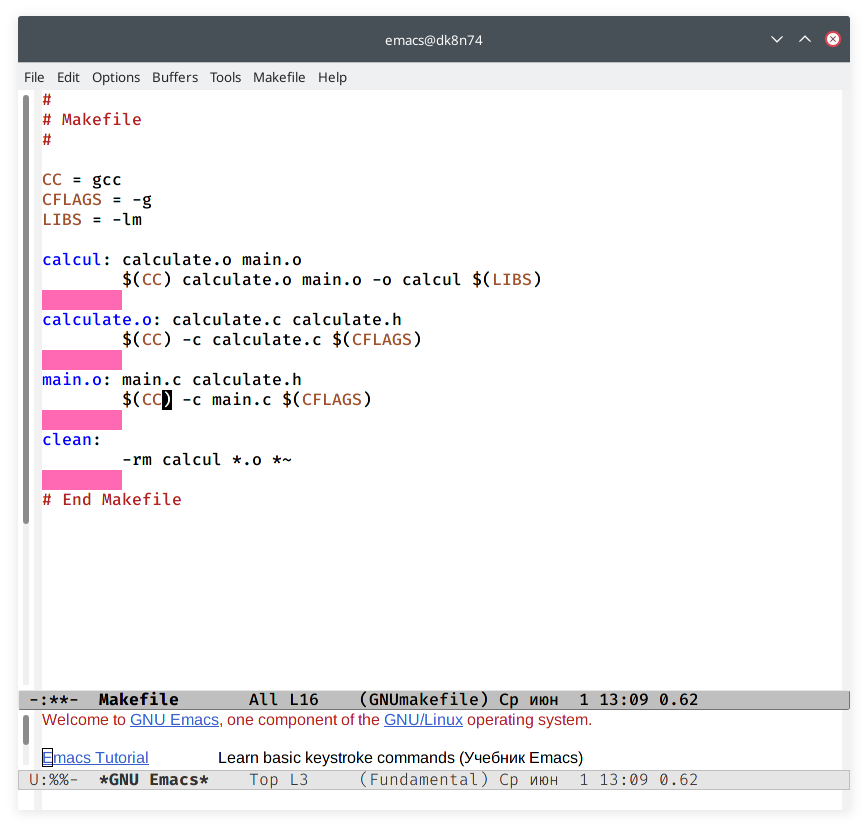 emacs@dk8n74
File Edit Options Buffers Tools Makefile Help
#
# Makefile
#
CC = gcc
CFLAGS = -g
LIBS = -lm
calcul: calculate.o main.o
$(CC) calculate.o main.o -o calcul $(LIBS)
calculate.o: calculate.c calculate.h
$(CC) -c calculate.c $(CFLAGS)
main.o: main.c calculate.h
$(CC) -c main.c $(CFLAGS)
clean:
-rm calcul *.o *~
# End Makefile
-:**- Makefile All L16 (GNUmakefile) Ср июн 1 13:09 0.62
Welcome to GNU Emacs, one component of the GNU/Linux operating system.
Emacs Tutorial Learn basic keystroke commands (Учебник Emacs)
U:%%- *GNU Emacs* Top L3 (Fundamental) Ср июн 1 13:09 0.62